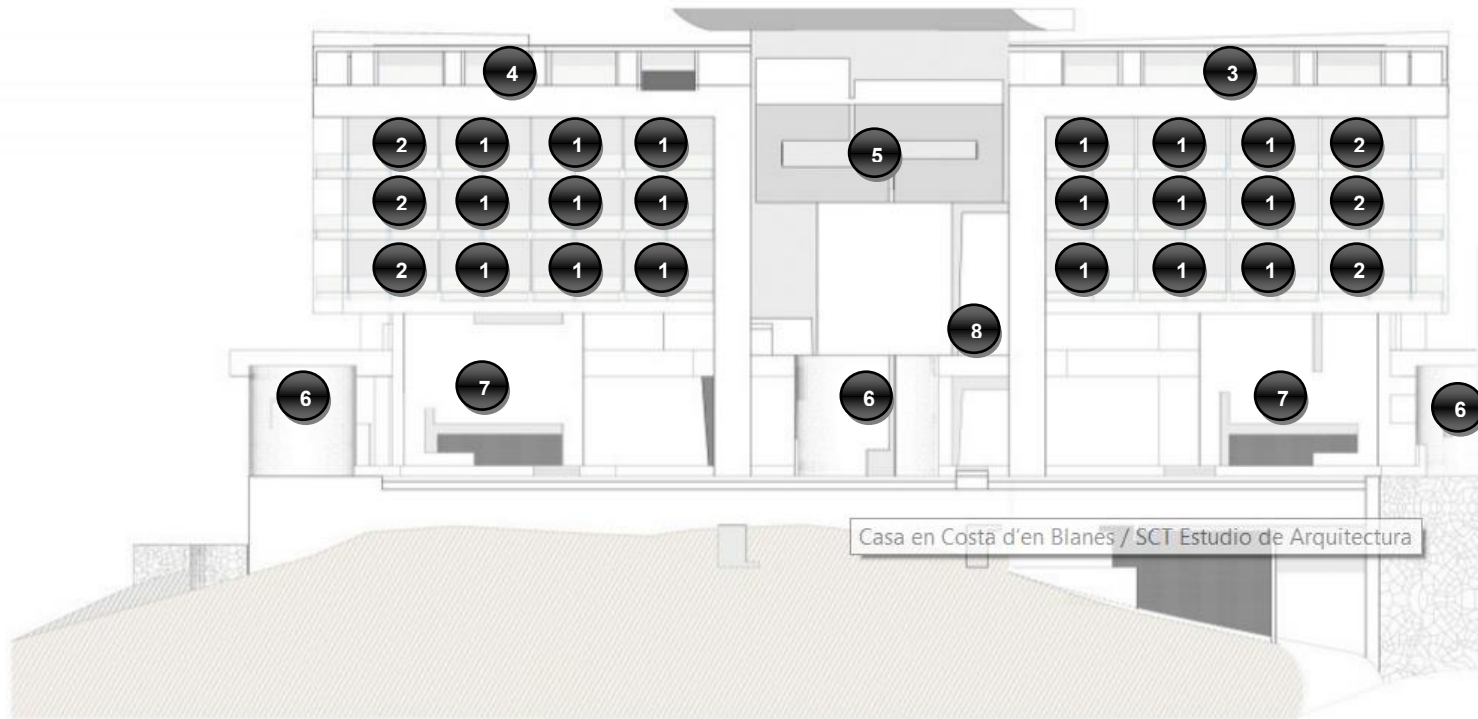 4 3
2 1 1 1 5 1 1 1 2
2 1 1 1 1 1 1 2
2 1 1 1 1 1 1 2
8
6 7 6 7 6
Casa en Costa d'en Blanes / SCT Estudio de Arquitectura